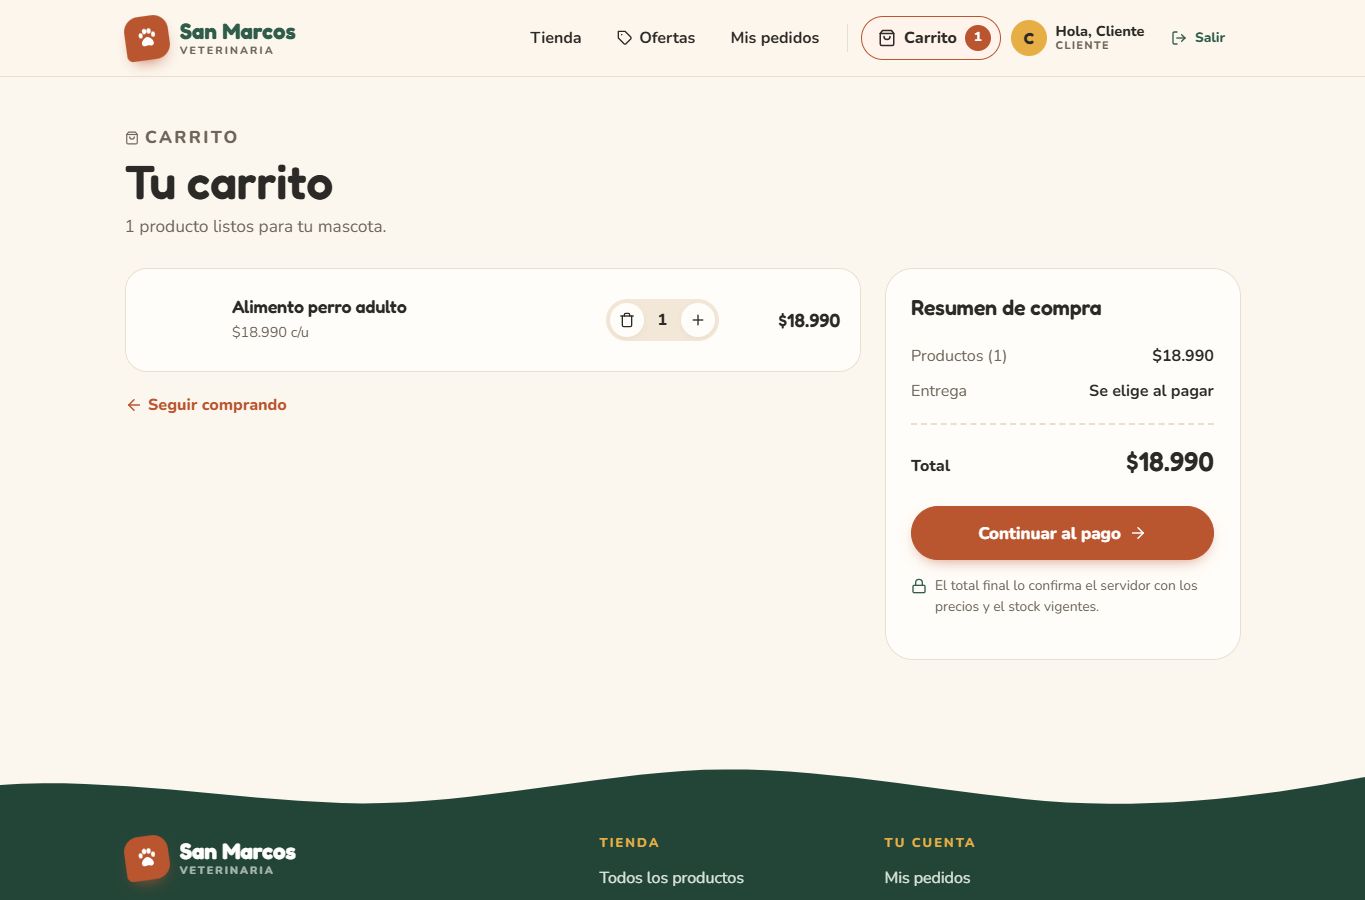 San Marcos
VETERINARIA
Tienda
Ofertas
Mis pedidos
Carrito 1
C
Hola, Cliente
CLIENTE
Salir
CARRITO
Tu carrito
1 producto listos para tu mascota.
Alimento perro adulto
$18.990 c/u
1
$18.990
Seguir comprando
Resumen de compra
Productos (1) $18.990
Entrega Se elige al pagar
Total $18.990
Continuar al pago
El total final lo confirma el servidor con los
precios y el stock vigentes.
San Marcos
VETERINARIA
TIENDA
Todos los productos
TU CUENTA
Mis pedidos